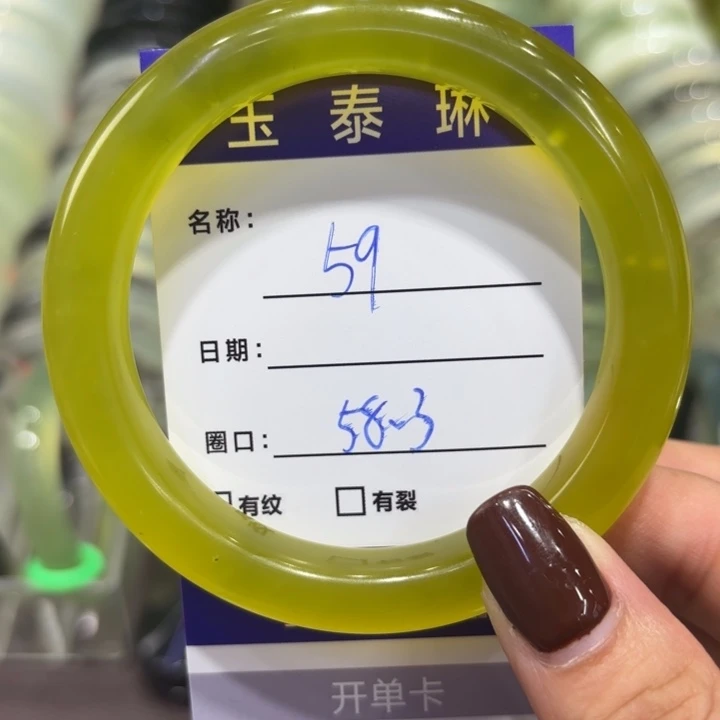 玉泰琳
名称： 59
日期：
圈口： 58.3
有纹 有裂
开单卡